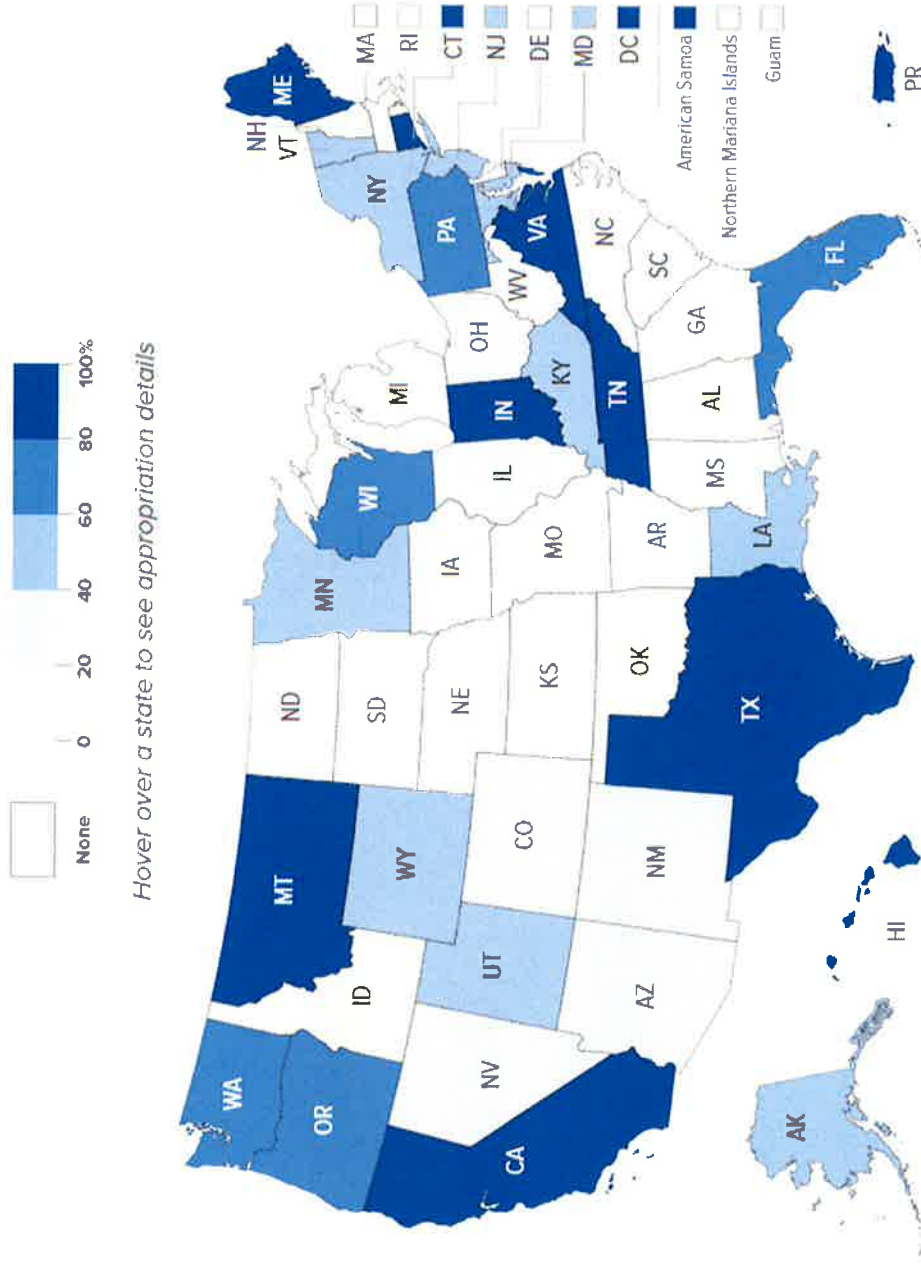 None
0
20
40
60
80
100%
Hover over a state to see appropriation details
WA
OR
CA
NV
ID
MT
WY
UT
AZ
CO
NM
ND
SD
NE
KS
OK
TX
MN
IA
MO
AR
LA
WI
IL
MI
IN
OH
KY
TN
MS
AL
GA
FL
SC
NC
VA
WV
PA
NY
VT
NH
ME
MA
RI
CT
NJ
DE
MD
DC
American Samoa
Northern Mariana Islands
Guam
AK
HI
PR